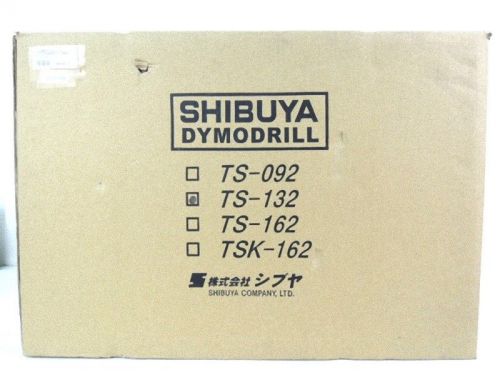 SHIBUYA
DYMODRILL
TS-092
TS-132
TS-162
TSK-162
株式会社 シブヤ
SHIBUYA COMPANY, LTD.